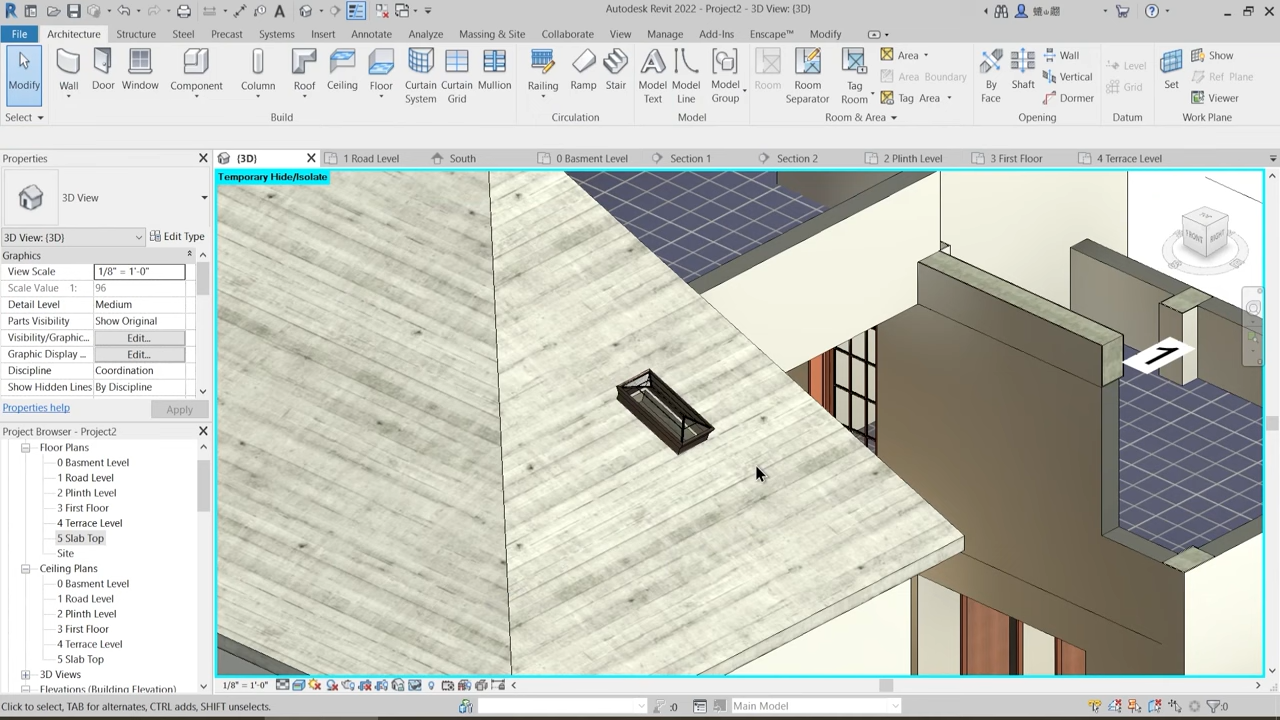 Autodesk Revit 2022 - Project2 - 3D View: {3D}
File Architecture Structure Steel Precast Systems Insert Annotate Analyze Massing & Site Collaborate View Manage Add-Ins Enscape™ Modify
Modify Wall Door Window Component Column Roof Ceiling Floor Curtain System Curtain Grid Mullion Railing Ramp Stair Model Text Model Line Model Group Room Room Separator Tag Room Area Area Boundary Tag Area By Face Shaft Wall Vertical Dormer Level Grid Set Show Ref Plane Viewer
Select Build Circulation Model Room & Area Opening Datum Work Plane
Properties
{3D} 1 Road Level South 0 Basment Level Section 1 Section 2 2 Plinth Level 3 First Floor 4 Terrace Level
Temporary Hide/Isolate
3D View
3D View: {3D} Edit Type
Graphics
View Scale 1/8" = 1'-0"
Scale Value 1: 96
Detail Level Medium
Parts Visibility Show Original
Visibility/Graphic... Edit...
Graphic Display ... Edit...
Discipline Coordination
Show Hidden Lines By Discipline
Properties help Apply
Project Browser - Project2
Floor Plans
0 Basment Level
1 Road Level
2 Plinth Level
3 First Floor
4 Terrace Level
5 Slab Top
Site
Ceiling Plans
0 Basment Level
1 Road Level
2 Plinth Level
3 First Floor
4 Terrace Level
5 Slab Top
3D Views
Elevations (Building Elevation)
FRONT
RIGHT
1
1/8" = 1'-0"
Click to select, TAB for alternates, CTRL adds, SHIFT unselects.
:0
Main Model
:0